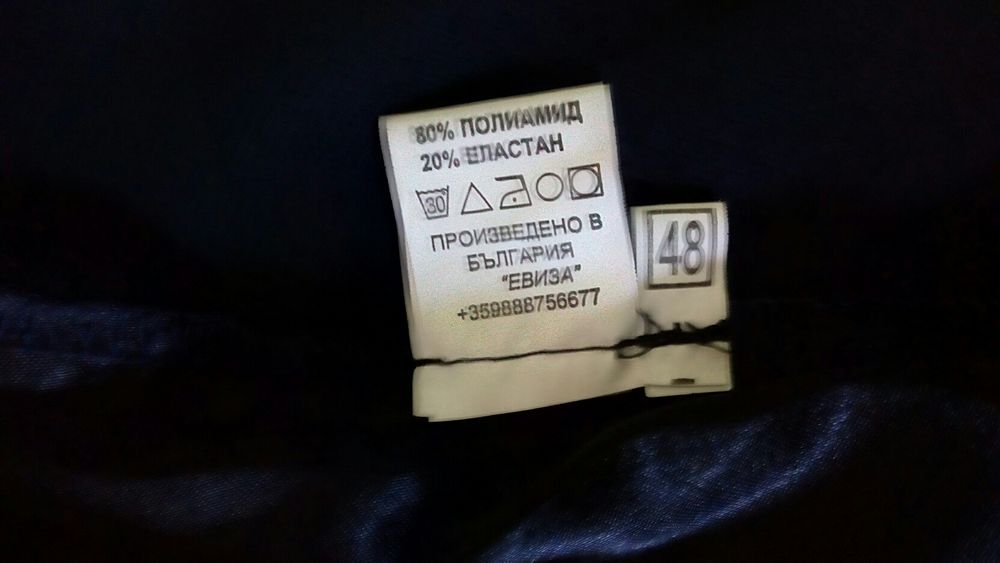 80% ПОЛИАМИД
20% ЕЛАСТАН
30
ПРОИЗВЕДЕНО В
БЪЛГАРИЯ
"ЕВИЗА"
+359888756677
48